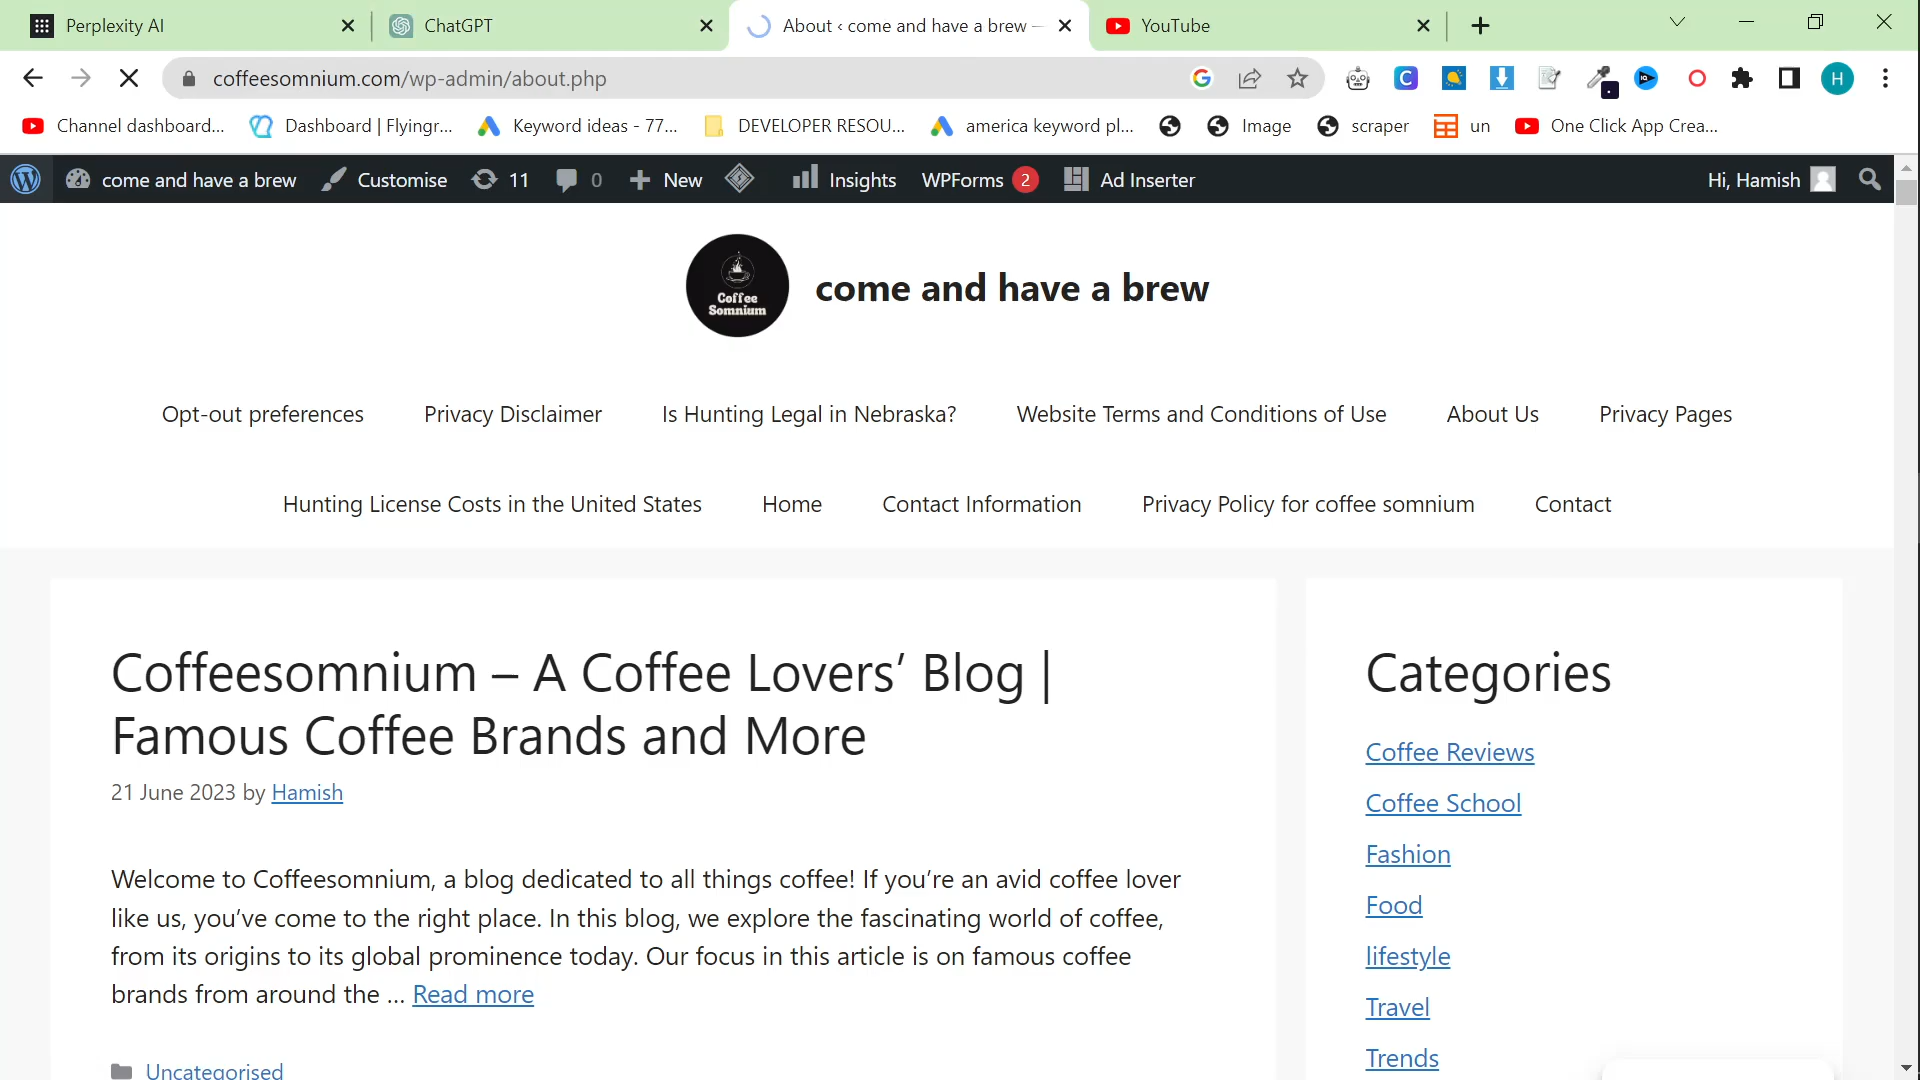 Perplexity AI
ChatGPT
About ‹ come and have a brew —
YouTube
coffeesomnium.com/wp-admin/about.php
H
Channel dashboard...
Dashboard | Flyingr...
Keyword ideas - 77...
DEVELOPER RESOU...
america keyword pl...
Image
scraper
un
One Click App Crea...
come and have a brew
Customise
11
0
New
Insights
WPForms 2
Ad Inserter
Hi, Hamish
Coffee
Somnium
come and have a brew
Opt-out preferences
Privacy Disclaimer
Is Hunting Legal in Nebraska?
Website Terms and Conditions of Use
About Us
Privacy Pages
Hunting License Costs in the United States
Home
Contact Information
Privacy Policy for coffee somnium
Contact
Coffeesomnium – A Coffee Lovers’ Blog |
Famous Coffee Brands and More
21 June 2023 by Hamish
Welcome to Coffeesomnium, a blog dedicated to all things coffee! If you’re an avid coffee lover
like us, you’ve come to the right place. In this blog, we explore the fascinating world of coffee,
from its origins to its global prominence today. Our focus in this article is on famous coffee
brands from around the … Read more
Uncategorised
Categories
Coffee Reviews
Coffee School
Fashion
Food
lifestyle
Travel
Trends